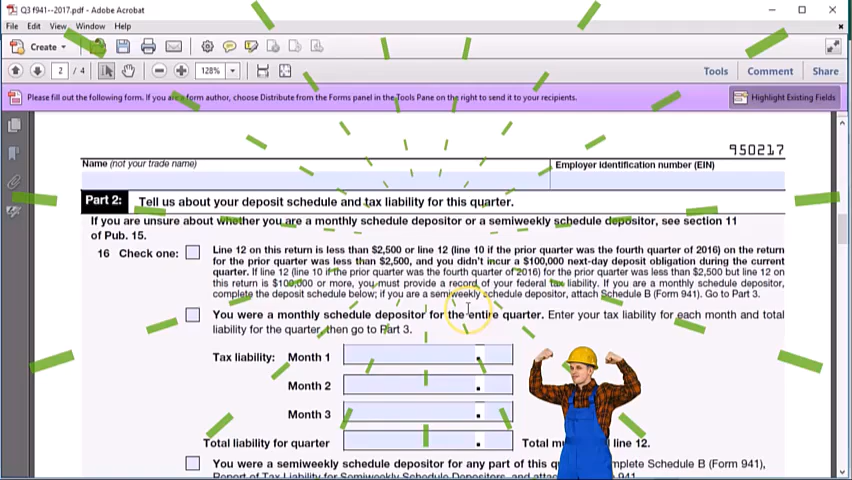 Q3 f941--2017.pdf - Adobe Acrobat
File Edit View Window Help
Create
2 / 4 128% Tools Comment Share
Please fill out the following form. If you are a form author, choose Distribute from the Forms panel in the Tools Pane on the right to send it to your recipients. Highlight Existing Fields
950217
Name (not your trade name) Employer identification number (EIN)
Part 2: Tell us about your deposit schedule and tax liability for this quarter.
If you are unsure about whether you are a monthly schedule depositor or a semiweekly schedule depositor, see section 11
of Pub. 15.
16 Check one: Line 12 on this return is less than $2,500 or line 12 (line 10 if the prior quarter was the fourth quarter of 2016) on the return
for the prior quarter was less than $2,500, and you didn't incur a $100,000 next-day deposit obligation during the current
quarter. If line 12 (line 10 if the prior quarter was the fourth quarter of 2016) for the prior quarter was less than $2,500 but line 12 on
this return is $100,000 or more, you must provide a record of your federal tax liability. If you are a monthly schedule depositor,
complete the deposit schedule below; if you are a semiweekly schedule depositor, attach Schedule B (Form 941). Go to Part 3.
You were a monthly schedule depositor for the entire quarter. Enter your tax liability for each month and total
liability for the quarter, then go to Part 3.
Tax liability: Month 1 .
Month 2 .
Month 3 .
Total liability for quarter . Total line 12.
You were a semiweekly schedule depositor for any part of this Schedule B (Form 941),
Report of Tax Liability for Semiweekly Schedule Depositors, and 941.